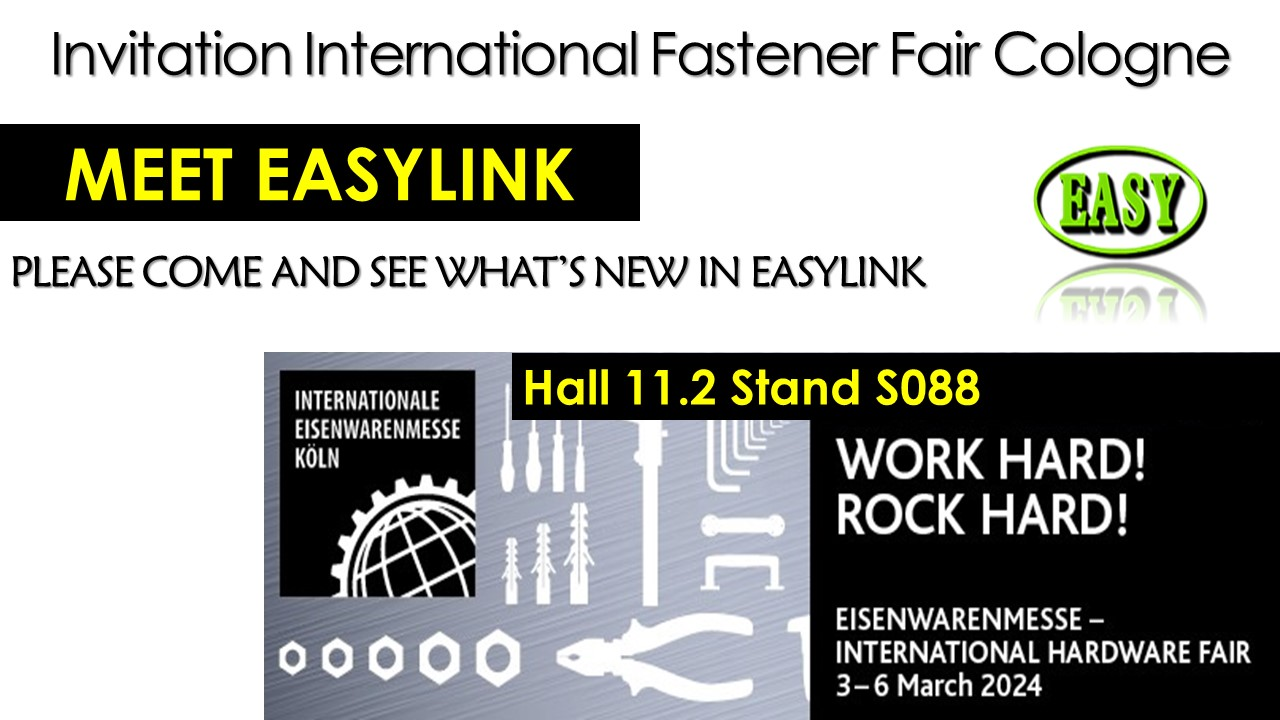 Invitation International Fastener Fair Cologne
MEET EASYLINK
EASY
PLEASE COME AND SEE WHAT'S NEW IN EASYLINK
Hall 11.2 Stand S088
INTERNATIONALE
EISENWARENMESSE
KÖLN
WORK HARD!
ROCK HARD!
EISENWARENMESSE –
INTERNATIONAL HARDWARE FAIR
3–6 March 2024